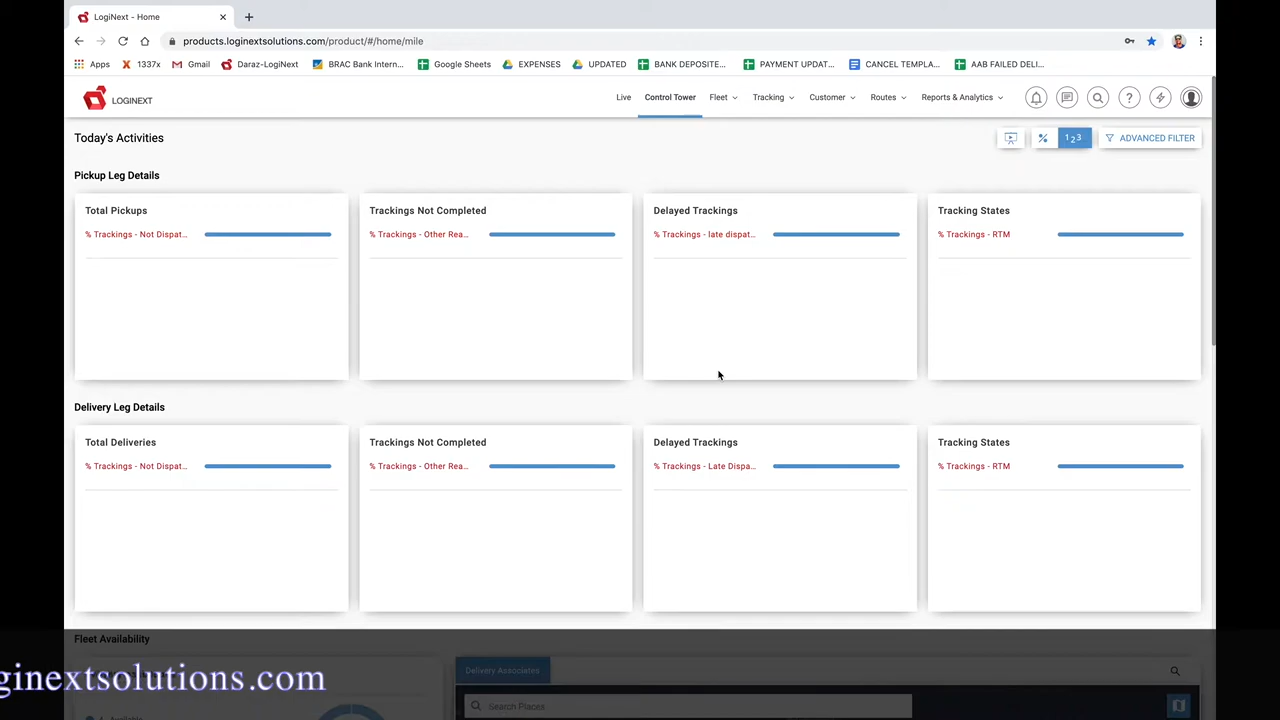 LogiNext - Home
products.loginextsolutions.com/product/#/home/mile
Apps
1337x
Gmail
Daraz-LogiNext
BRAC Bank Intern...
Google Sheets
EXPENSES
UPDATED
BANK DEPOSITE...
PAYMENT UPDAT...
CANCEL TEMPLA...
AAB FAILED DELI...
LOGINEXT
Live
Control Tower
Fleet
Tracking
Customer
Routes
Reports & Analytics
Today's Activities
%
123
ADVANCED FILTER
Pickup Leg Details
Total Pickups
% Trackings - Not Dispat...
Trackings Not Completed
% Trackings - Other Rea...
Delayed Trackings
% Trackings - late dispat...
Tracking States
% Trackings - RTM
Delivery Leg Details
Total Deliveries
% Trackings - Not Dispat...
Trackings Not Completed
% Trackings - Other Rea...
Delayed Trackings
% Trackings - Late Dispa...
Tracking States
% Trackings - RTM
Fleet Availability
Delivery Associates
ginextsolutions.com
Search Places